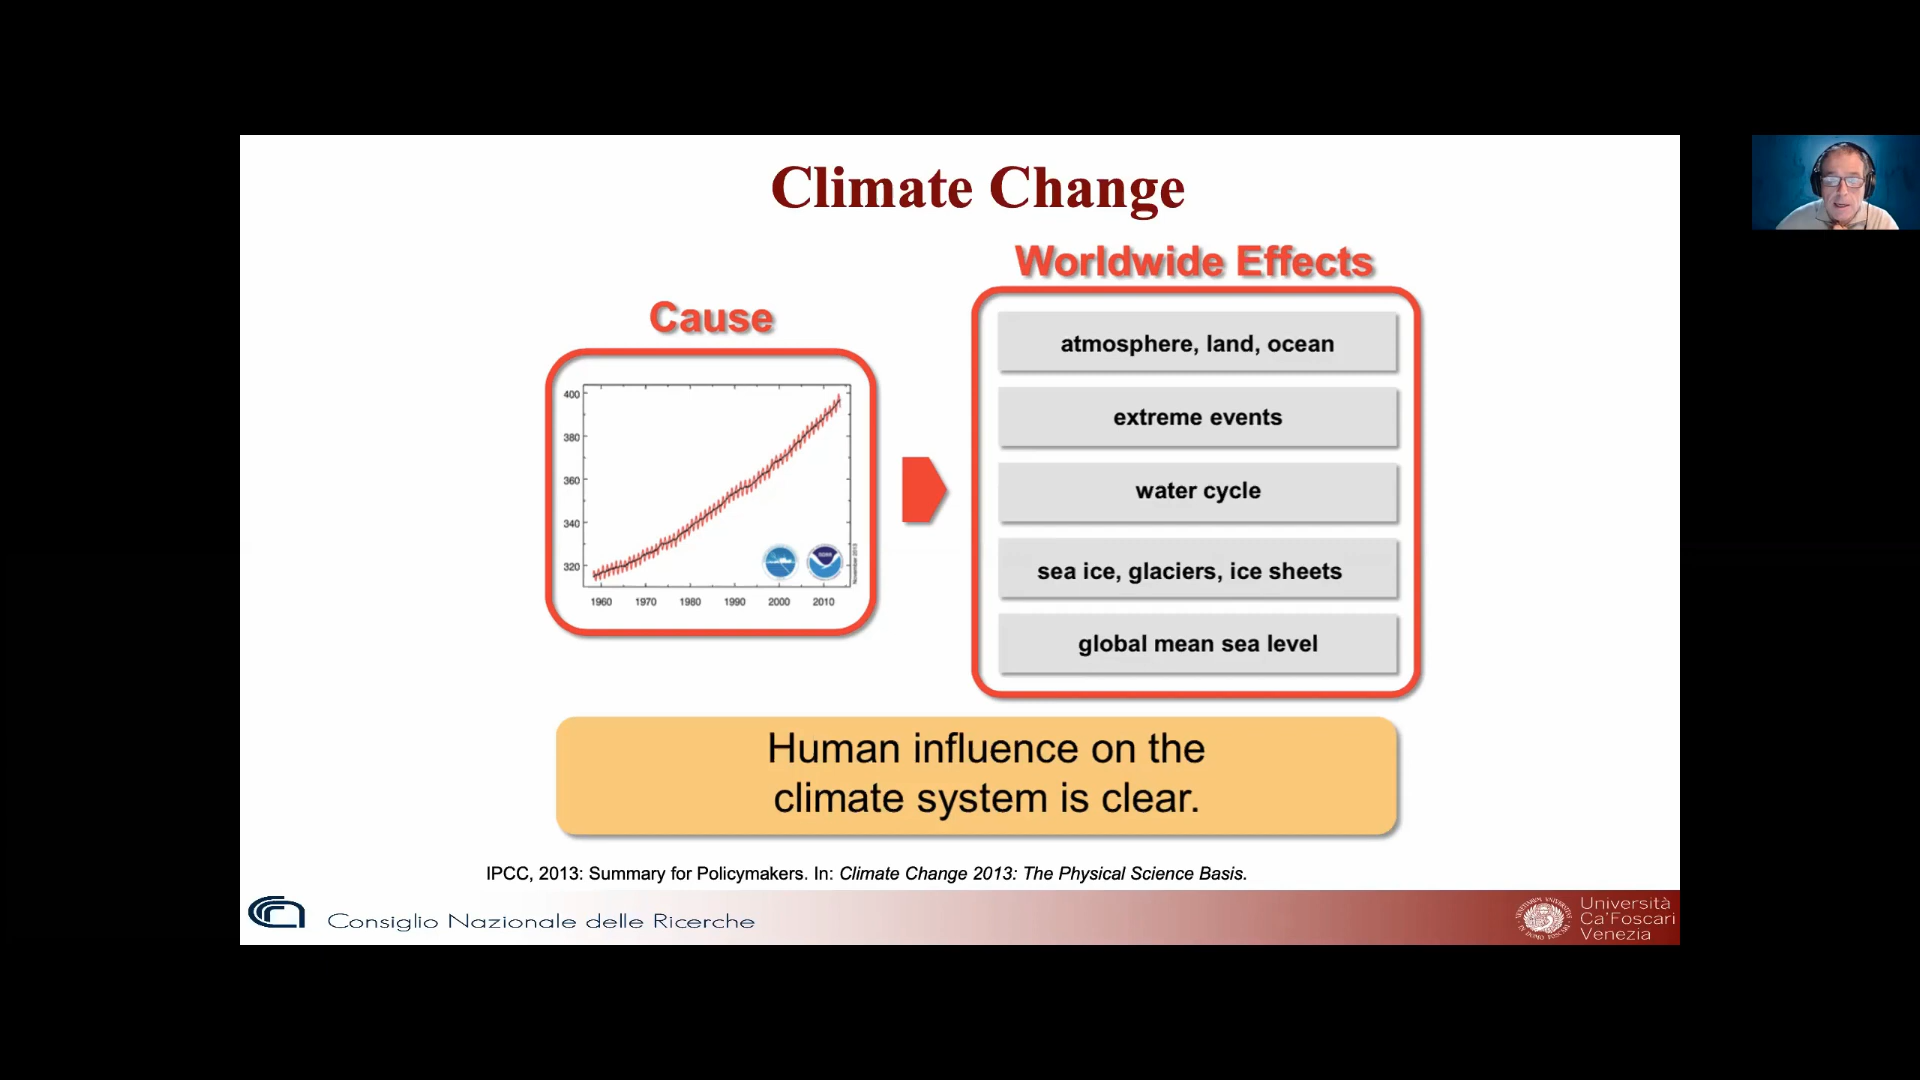 Climate Change
Cause
Worldwide Effects
400
380
360
340
320
1960 1970 1980 1990 2000 2010
November 2013
atmosphere, land, ocean
extreme events
water cycle
sea ice, glaciers, ice sheets
global mean sea level
Human influence on the
climate system is clear.
IPCC, 2013: Summary for Policymakers. In: Climate Change 2013: The Physical Science Basis.
Consiglio Nazionale delle Ricerche
Università
Ca'Foscari
Venezia